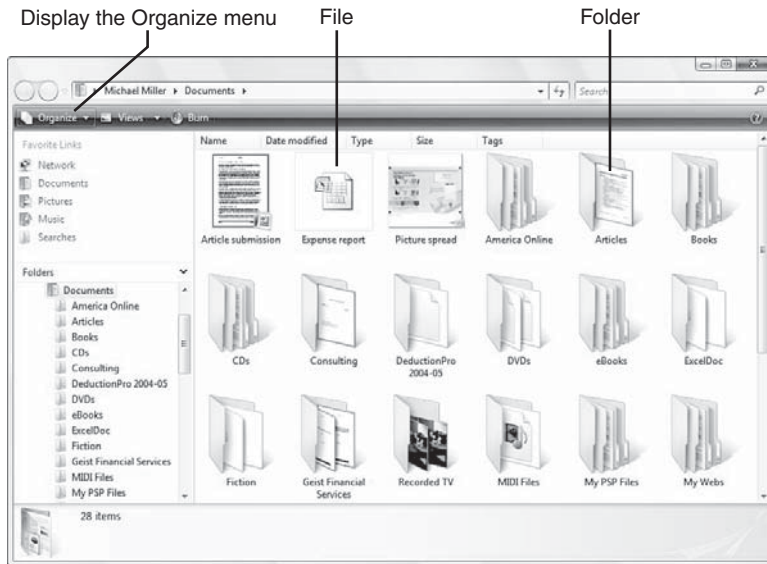 Display the Organize menu
File
Folder
Michael Miller ▸ Documents ▸
Search
Organize Views Burn
Favorite Links
Network
Documents
Pictures
Music
Searches
Folders
Documents
America Online
Articles
Books
CDs
Consulting
DeductionPro 2004-05
DVDs
eBooks
ExcelDoc
Fiction
Geist Financial Services
MIDI Files
My PSP Files
Name Date modified Type Size Tags
Article submission Expense report Picture spread America Online Articles Books
CDs Consulting DeductionPro DVDs eBooks ExcelDoc
2004-05
Fiction Geist Financial Recorded TV MIDI Files My PSP Files My Webs
Services
28 items